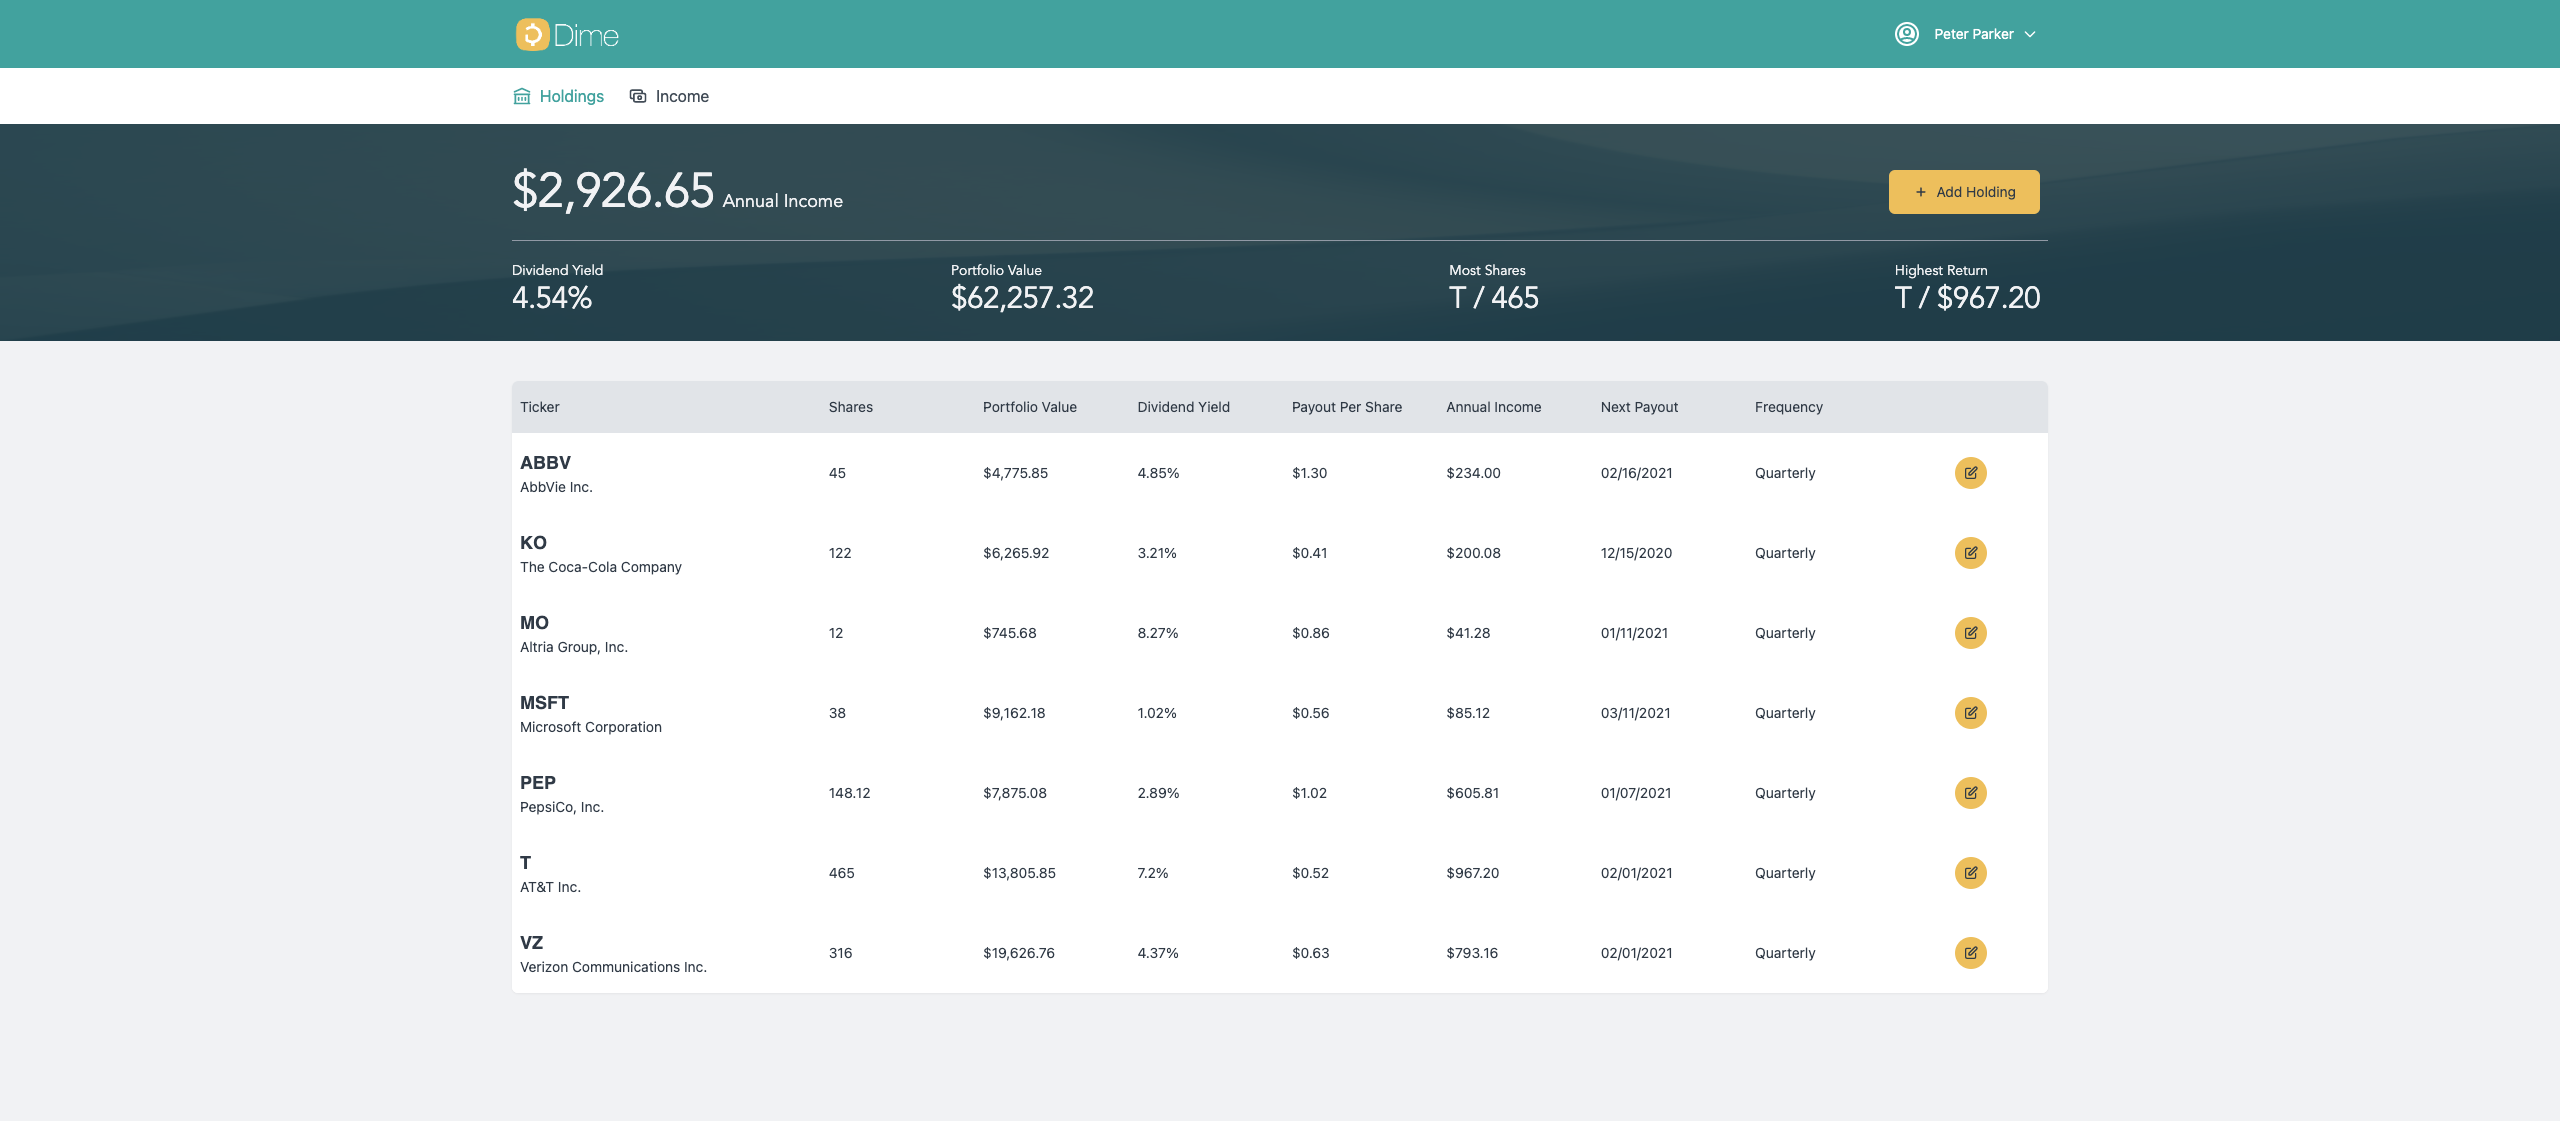 Dime
Peter Parker
Holdings Income
$2,926.65 Annual Income
+ Add Holding
Dividend Yield Portfolio Value Most Shares Highest Return
4.54% $62,257.32 T / 465 T / $967.20
Ticker Shares Portfolio Value Dividend Yield Payout Per Share Annual Income Next Payout Frequency
ABBV
AbbVie Inc.
45 $4,775.85 4.85% $1.30 $234.00 02/16/2021 Quarterly
KO
The Coca-Cola Company
122 $6,265.92 3.21% $0.41 $200.08 12/15/2020 Quarterly
MO
Altria Group, Inc.
12 $745.68 8.27% $0.86 $41.28 01/11/2021 Quarterly
MSFT
Microsoft Corporation
38 $9,162.18 1.02% $0.56 $85.12 03/11/2021 Quarterly
PEP
PepsiCo, Inc.
148.12 $7,875.08 2.89% $1.02 $605.81 01/07/2021 Quarterly
T
AT&T Inc.
465 $13,805.85 7.2% $0.52 $967.20 02/01/2021 Quarterly
VZ
Verizon Communications Inc.
316 $19,626.76 4.37% $0.63 $793.16 02/01/2021 Quarterly